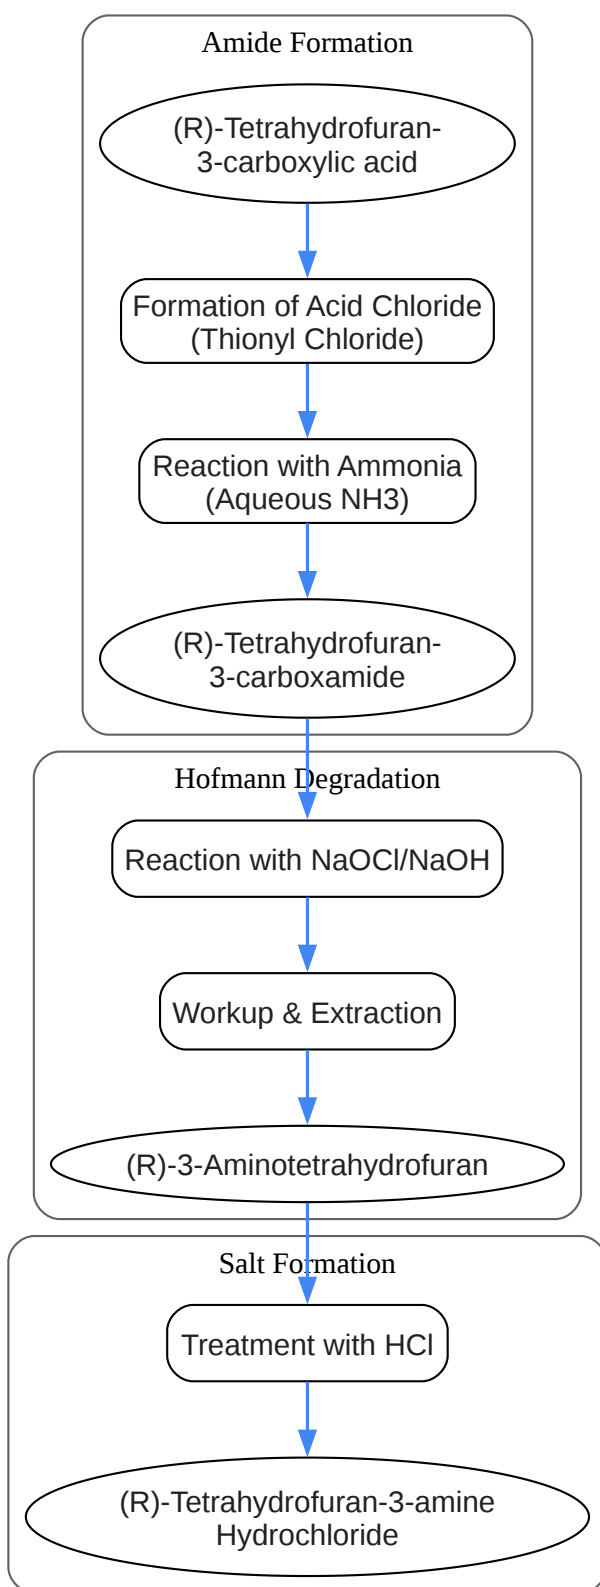 Amide Formation
(R)-Tetrahydrofuran-
3-carboxylic acid
Formation of Acid Chloride
(Thionyl Chloride)
Reaction with Ammonia
(Aqueous NH3)
(R)-Tetrahydrofuran-
3-carboxamide
Hofmann Degradation
Reaction with NaOCl/NaOH
Workup & Extraction
(R)-3-Aminotetrahydrofuran
Salt Formation
Treatment with HCl
(R)-Tetrahydrofuran-3-amine
Hydrochloride